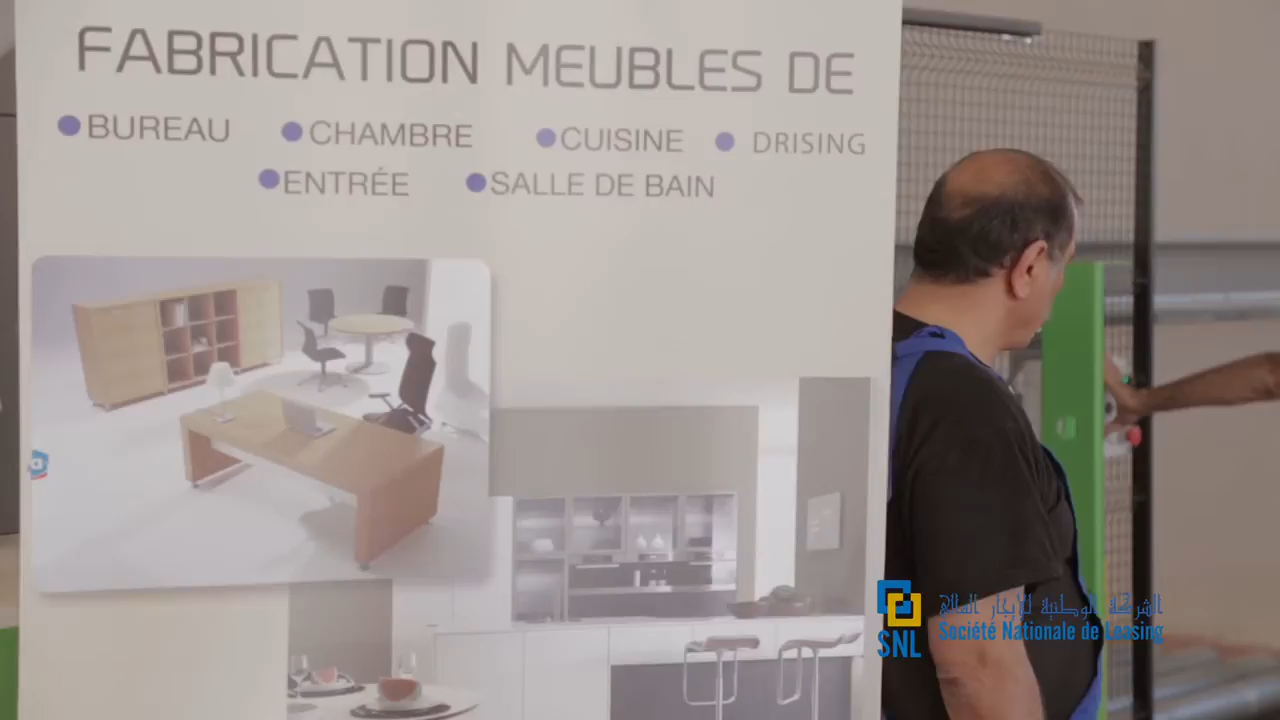 FABRICATION MEUBLES DE
BUREAU CHAMBRE CUISINE DRISING
ENTRÉE SALLE DE BAIN
الشركة الوطنية للإيجار المالي
SNL Société Nationale de Leasing